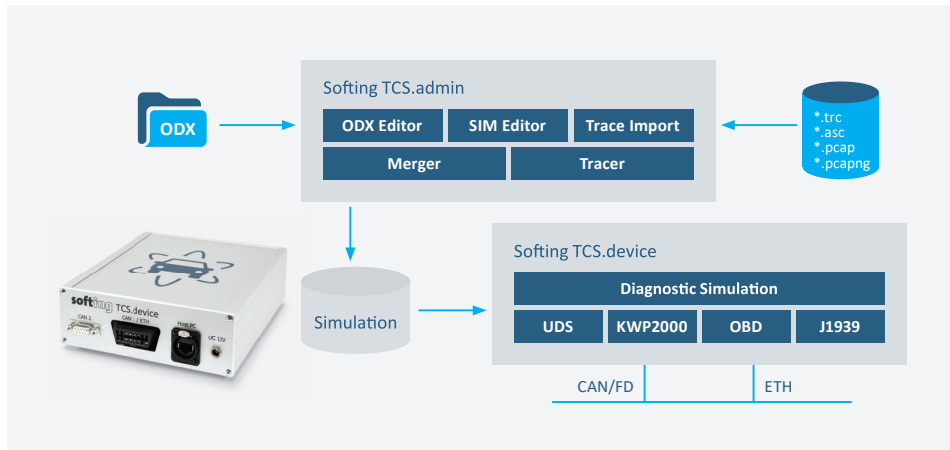 Softing TCS.admin
ODX
ODX Editor
SIM Editor
Trace Import
Merger
Tracer
*.trc
*.asc
*.pcap
*.pcapng
Softing TCS.device
Diagnostic Simulation
UDS
KWP2000
OBD
J1939
Simulation
CAN/FD
ETH
softing TCS.device
CAN 2
CAN 1 / ETH
Host PC
UC 12V